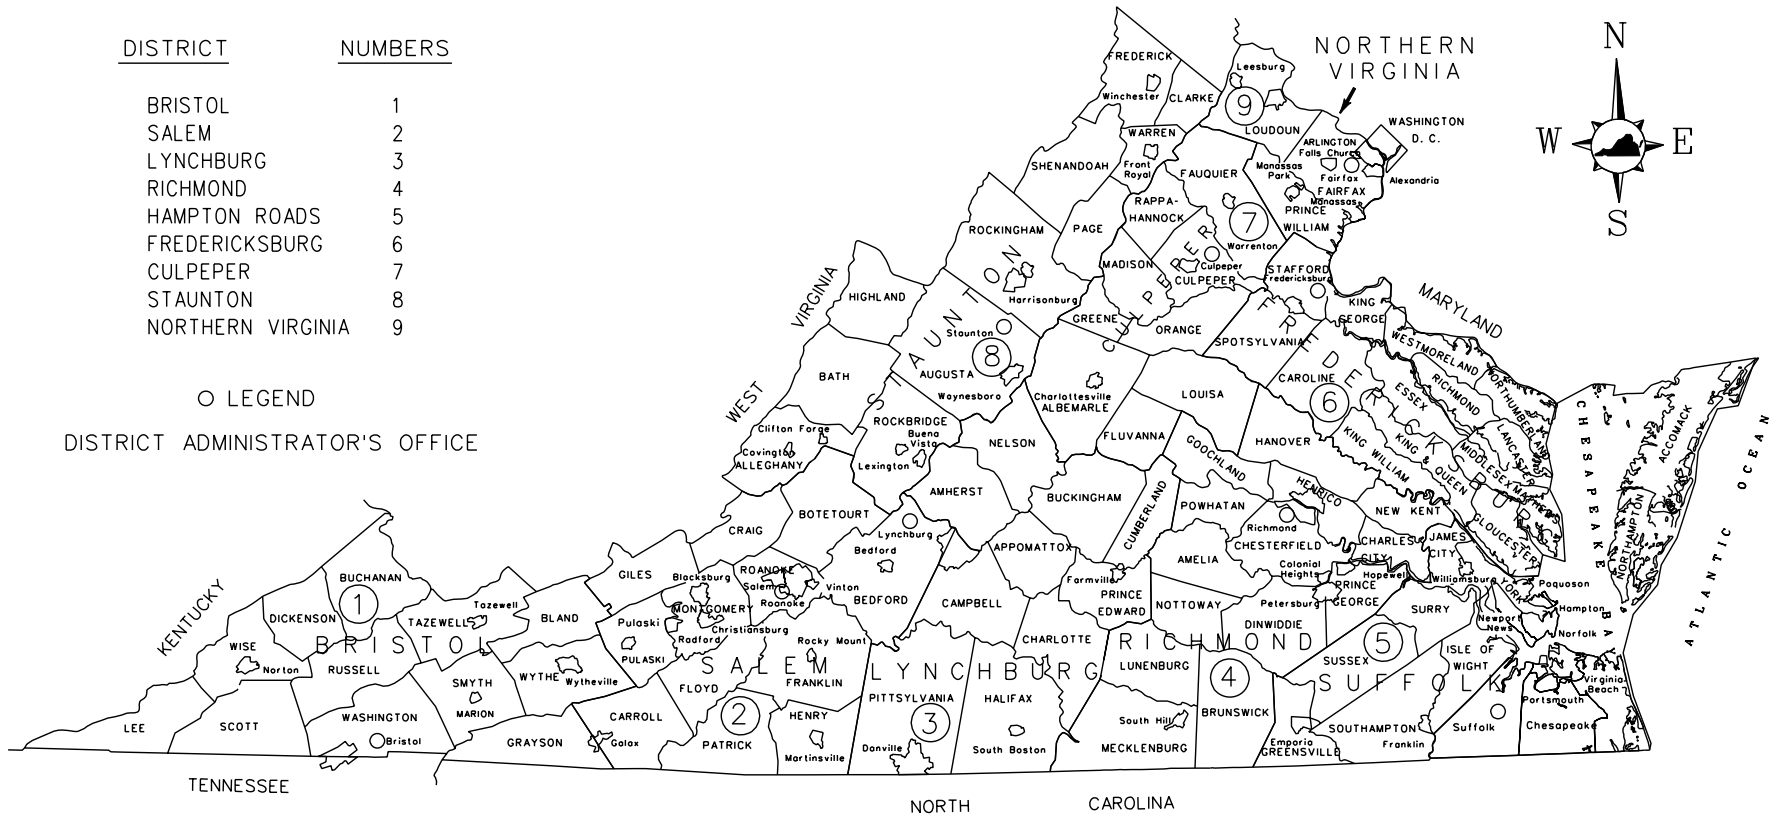 DISTRICT NUMBERS
BRISTOL 1
SALEM 2
LYNCHBURG 3
RICHMOND 4
HAMPTON ROADS 5
FREDERICKSBURG 6
CULPEPER 7
STAUNTON 8
NORTHERN VIRGINIA 9
LEGEND
DISTRICT ADMINISTRATOR'S OFFICE
NORTHERN
VIRGINIA
N
W E
S
WASHINGTON
D. C.
MARYLAND
WEST VIRGINIA
KENTUCKY
TENNESSEE
NORTH CAROLINA
CHESAPEAKE BAY
ATLANTIC OCEAN
FREDERICK
Winchester
CLARKE
Leesburg
9
LOUDOUN
WARREN
Front
Royal
SHENANDOAH
FAUQUIER
Manassas
Park
ARLINGTON
Falls Church
Fairfax
FAIRFAX
Manassas
Alexandria
PRINCE
WILLIAM
RAPPA-
HANNOCK
PAGE
7
Warrenton
ROCKINGHAM
Harrisonburg
MADISON
Culpeper
CULPEPER
CULPEPER
STAFFORD
Fredericksburg
KING
GEORGE
HIGHLAND
STAUNTON
Staunton
8
AUGUSTA
Waynesboro
GREENE
ORANGE
SPOTSYLVANIA
FREDERICKSBURG
WESTMORELAND
BATH
Charlottesville
ALBEMARLE
LOUISA
CAROLINE
6
ESSEX
RICHMOND
NORTHUMBERLAND
LANCASTER
MIDDLESEX
MATHEWS
ACCOMACK
NORTHAMPTON
ROCKBRIDGE
Buena
Vista
Lexington
Clifton Forge
Covington
ALLEGHANY
NELSON
FLUVANNA
GOOCHLAND
HANOVER
KING
WILLIAM
KING & QUEEN
GLOUCESTER
AMHERST
BUCKINGHAM
CUMBERLAND
POWHATAN
HENRICO
Richmond
NEW KENT
CHESTERFIELD
CHARLES
CITY
JAMES
CITY
CRAIG
BOTETOURT
Lynchburg
Bedford
BEDFORD
APPOMATTOX
AMELIA
Colonial
Heights
Hopewell
PRINCE
GEORGE
Williamsburg
YORK
Poquoson
Hampton
Newport
News
Norfolk
GILES
ROANOKE
Salem
Roanoke
Vinton
Blacksburg
MONTGOMERY
Christiansburg
Radford
Pulaski
PULASKI
Farmville
PRINCE
EDWARD
NOTTOWAY
Petersburg
DINWIDDIE
SURRY
5
SUSSEX
ISLE OF
WIGHT
BUCHANAN
1
DICKENSON
Tazewell
TAZEWELL
BLAND
CAMPBELL
CHARLOTTE
RICHMOND
LUNENBURG
WISE
Norton
BRISTOL
RUSSELL
WYTHE
Wytheville
SALEM
Rocky Mount
FRANKLIN
FLOYD
LYNCHBURG
PITTSYLVANIA
HALIFAX
4
BRUNSWICK
SUFFOLK
Virginia
Beach
Portsmouth
Chesapeake
Suffolk
LEE
SCOTT
WASHINGTON
Bristol
SMYTH
MARION
GRAYSON
CARROLL
Galax
2
PATRICK
HENRY
Martinsville
3
Danville
South Boston
South Hill
MECKLENBURG
Emporia
GREENSVILLE
SOUTHAMPTON
Franklin